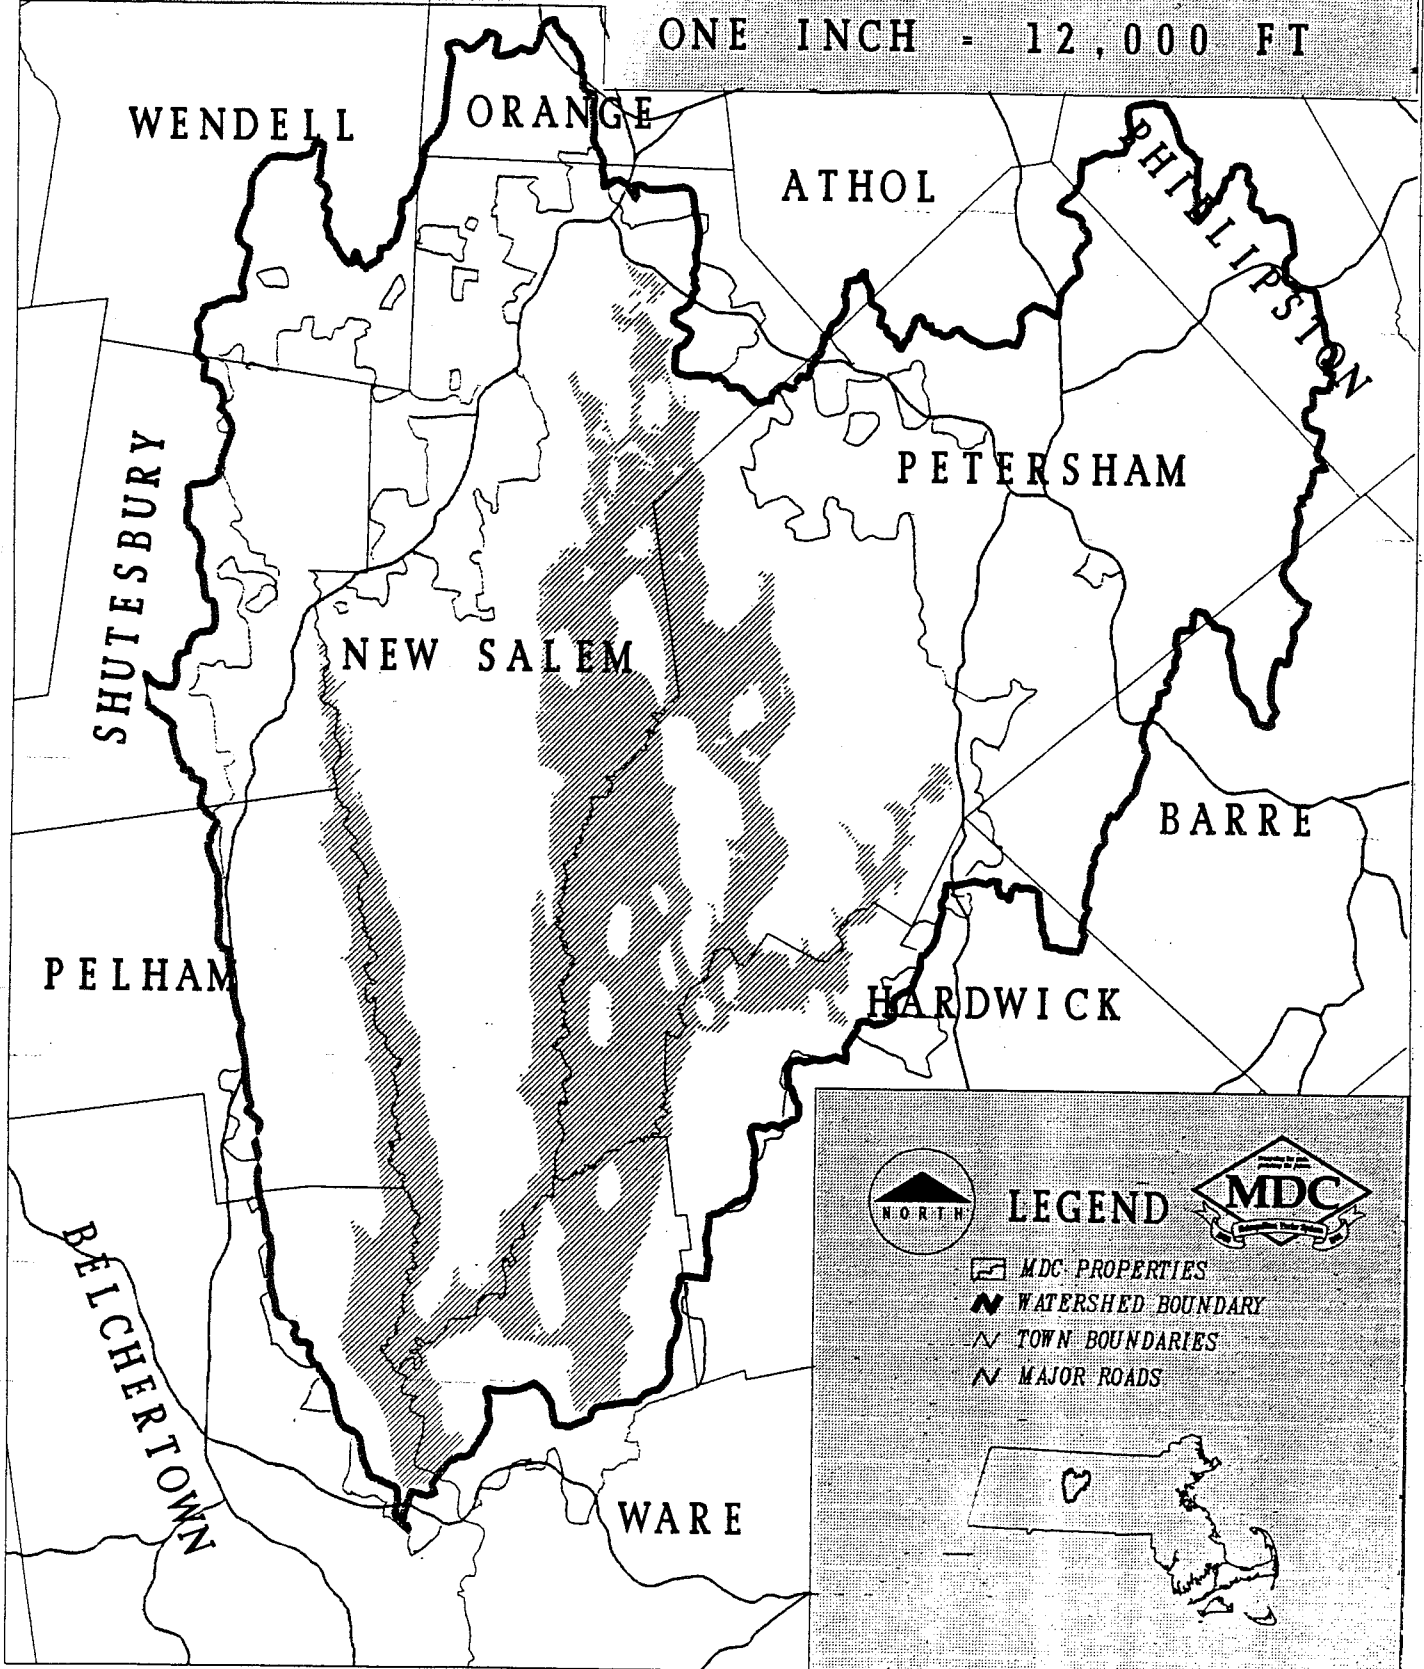 ONE INCH = 12,000 FT
WENDELL
ORANGE
ATHOL
PHILLIPSTON
PETERSHAM
SHUTESBURY
NEW SALEM
BARRE
PELHAM
HARDWICK
NORTH
LEGEND
MDC
MDC PROPERTIES
WATERSHED BOUNDARY
TOWN BOUNDARIES
MAJOR ROADS
BELCHERTOWN
WARE